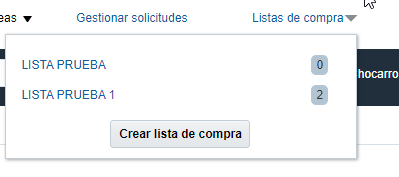 eas Gestionar solicitudes Listas de compra
LISTA PRUEBA 0
LISTA PRUEBA 1 2
hocarro
Crear lista de compra